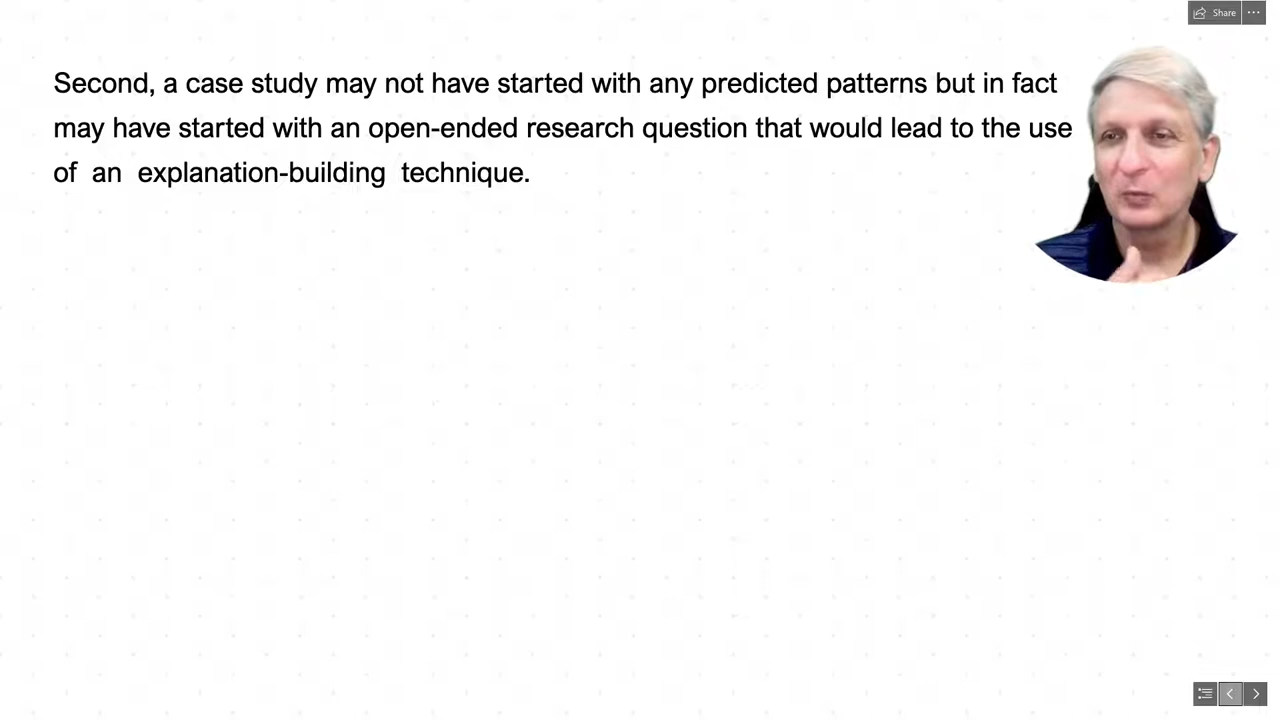 Share
Second, a case study may not have started with any predicted patterns but in fact
may have started with an open-ended research question that would lead to the use
of an explanation-building technique.